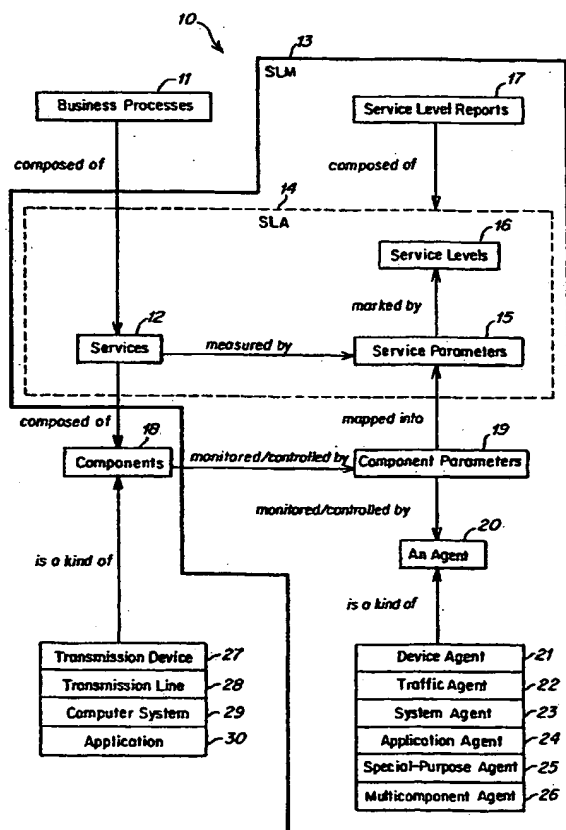 10
13
SLM
11
Business Processes
17
Service Level Reports
composed of
composed of
14
SLA
16
Service Levels
marked by
12
Services
measured by
15
Service Parameters
composed of
mapped into
18
Components
monitored/controlled by
19
Component Parameters
monitored/controlled by
20
An Agent
is a kind of
is a kind of
Transmission Device 27
Transmission Line 28
Computer System 29
Application 30
Device Agent 21
Traffic Agent 22
System Agent 23
Application Agent 24
Special-Purpose Agent 25
Multicomponent Agent 26